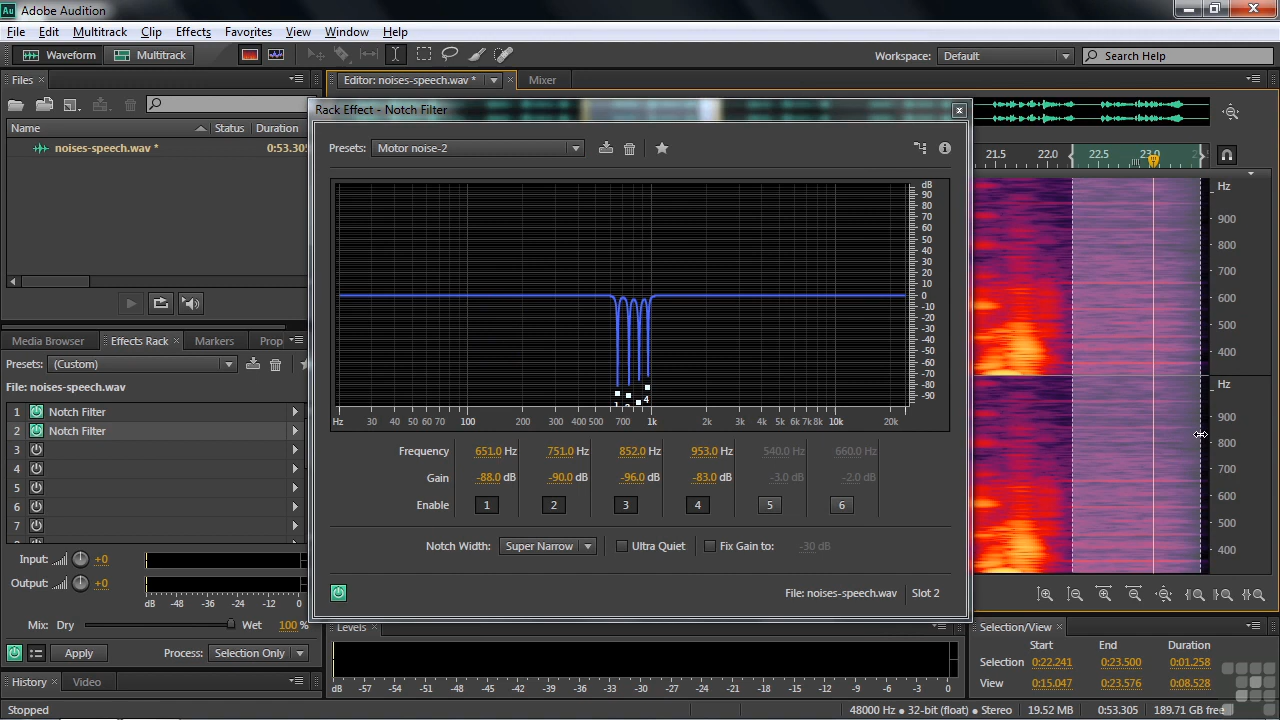 Au Adobe Audition
File Edit Multitrack Clip Effects Favorites View Window Help
Waveform Multitrack Workspace: Default Search Help
Files Editor: noises-speech.wav * Mixer
Name Status Duration
noises-speech.wav * 0:53.305
Rack Effect - Notch Filter
Presets: Motor noise-2
21.5 22.0 22.5 23.0
dB
90
80
70
60
50
40
30
20
10
0
-10
-20
-30
-40
-50
-60
-70
-80
-90
4
Hz 30 40 50 60 70 100 200 300 400 500 700 1k 2k 3k 4k 5k 6k 7k 8k 10k 20k
Frequency 651.0 Hz 751.0 Hz 852.0 Hz 953.0 Hz 540.0 Hz 660.0 Hz
Gain -88.0 dB -90.0 dB -96.0 dB -83.0 dB -3.0 dB -2.0 dB
Enable 1 2 3 4 5 6
Notch Width: Super Narrow Ultra Quiet Fix Gain to: -30 dB
File: noises-speech.wav Slot 2
Hz
900
800
700
600
500
400
Hz
900
800
700
600
500
400
Media Browser Effects Rack Markers Prop
Presets: (Custom)
File: noises-speech.wav
1 Notch Filter
2 Notch Filter
3
4
5
6
7
Input: +0
Output: +0
dB -48 -36 -24 -12 0
Mix: Dry Wet 100 %
Apply Process: Selection Only
History Video
Levels
dB -57 -54 -51 -48 -45 -42 -39 -36 -33 -30 -27 -24 -21 -18 -15 -12 -9 -6 -3 0
Selection/View
Start End Duration
Selection 0:22.241 0:23.500 0:01.258
View 0:15.047 0:23.576 0:08.528
Stopped 48000 Hz • 32-bit (float) • Stereo 19.52 MB 0:53.305 189.71 GB free